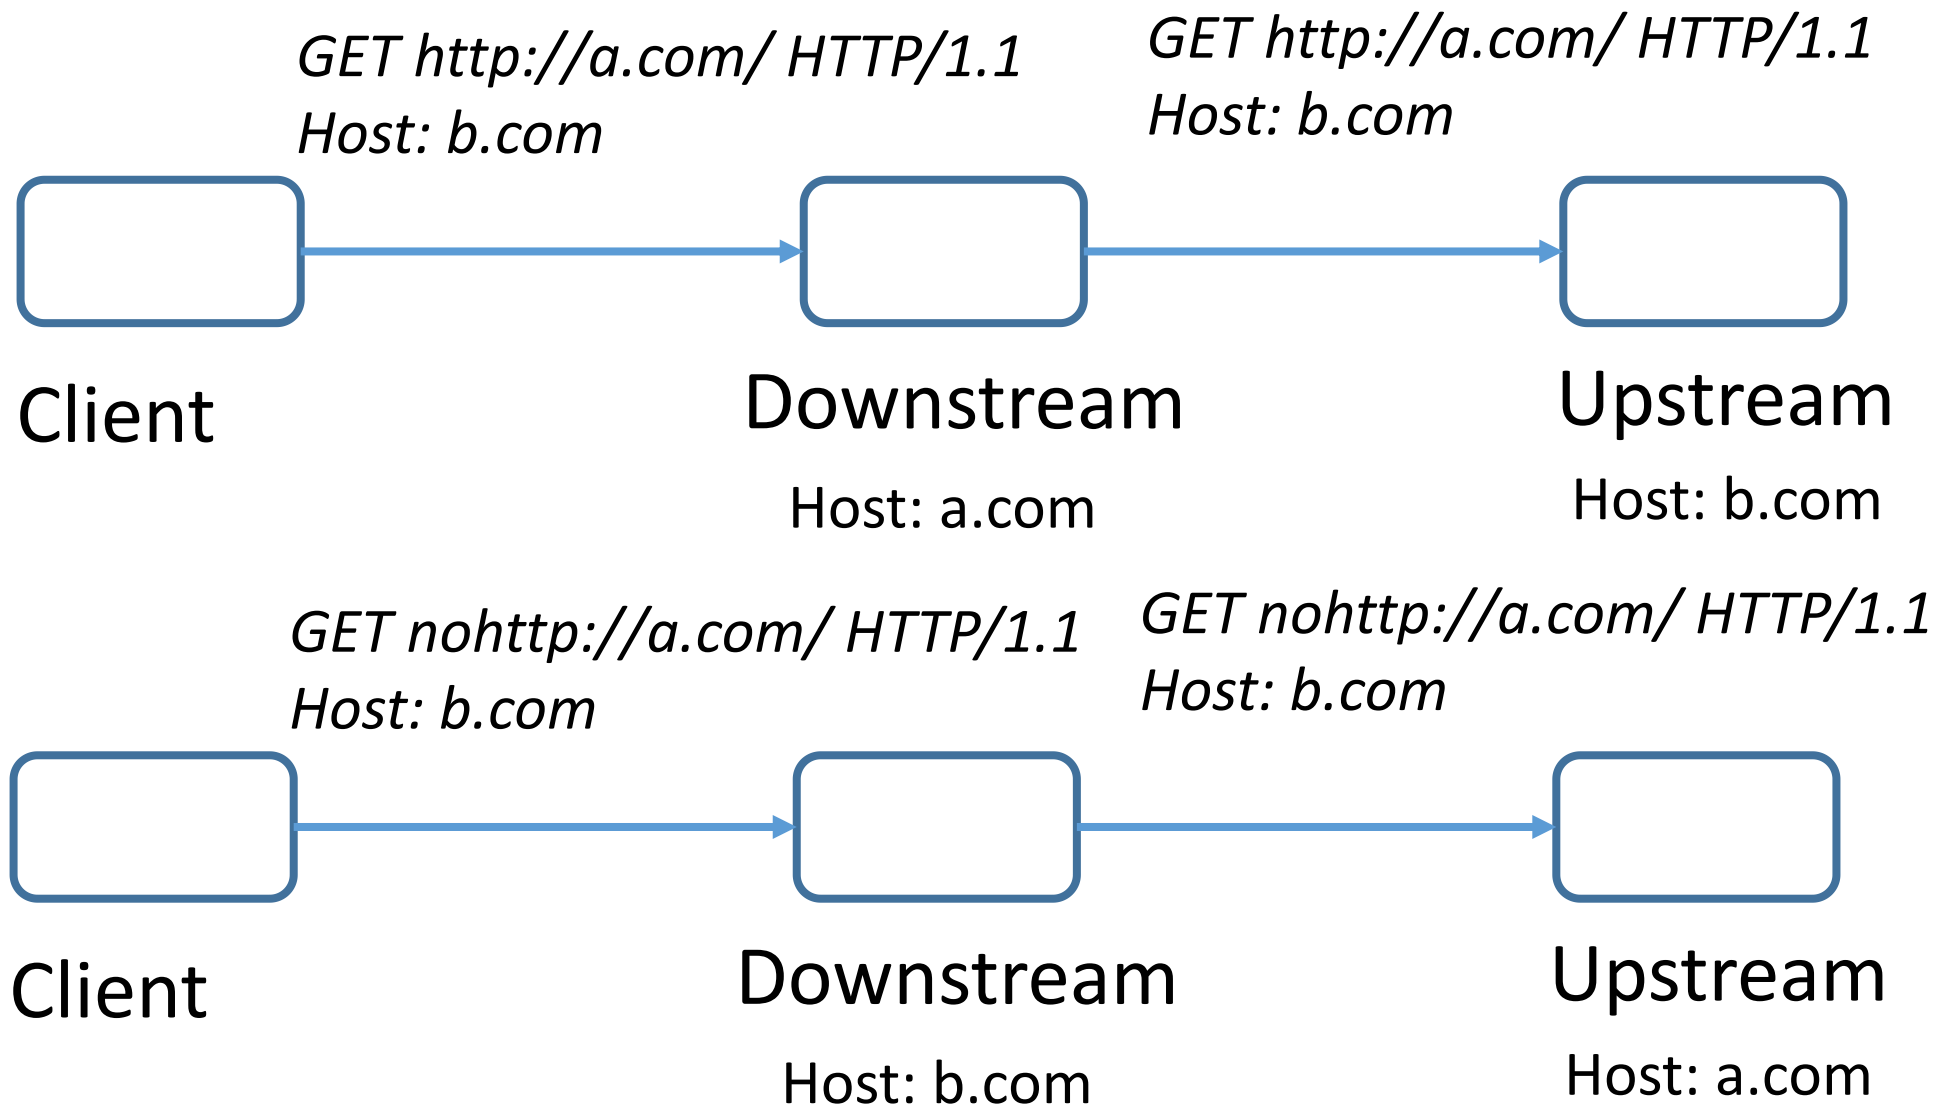 GET http://a.com/ HTTP/1.1
Host: b.com
GET http://a.com/ HTTP/1.1
Host: b.com
Client
Downstream
Upstream
Host: a.com
Host: b.com
GET nohttp://a.com/ HTTP/1.1
Host: b.com
GET nohttp://a.com/ HTTP/1.1
Host: b.com
Client
Downstream
Upstream
Host: b.com
Host: a.com